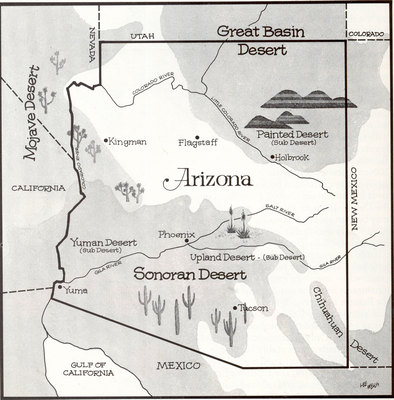 Great Basin
Desert
NEVADA
UTAH
COLORADO
Mojave Desert
COLORADO RIVER
LITTLE COLORADO RIVER
Painted Desert
(Sub Desert)
Kingman
Flagstaff
Holbrook
Arizona
CALIFORNIA
NEW MEXICO
SALT RIVER
Yuman Desert
(Sub Desert)
Phoenix
Upland Desert - (Sub Desert)
GILA RIVER
GILA RIVER
Sonoran Desert
Yuma
Tucson
Chihuahuan
Desert
GULF OF
CALIFORNIA
MEXICO